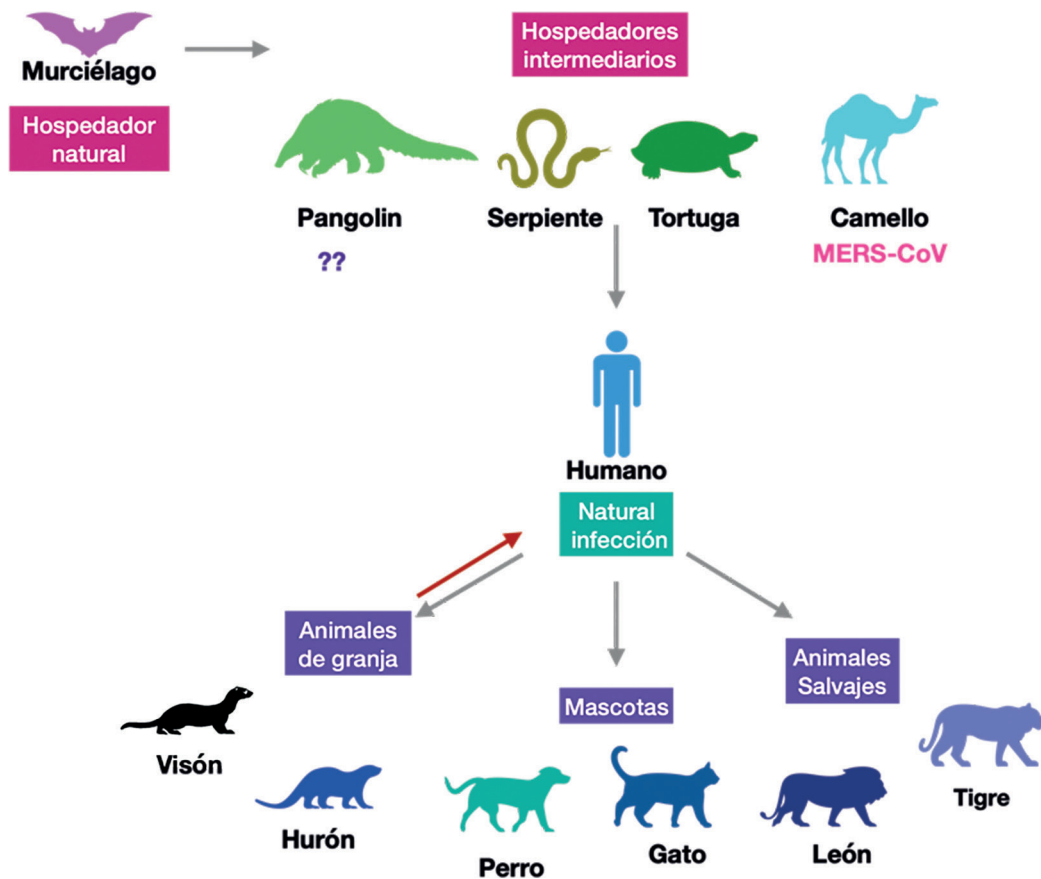 Murciélago
Hospedador
natural
Hospedadores
intermediarios
Pangolin
??
Serpiente
Tortuga
Camello
MERS-CoV
Humano
Natural
infección
Animales
de granja
Mascotas
Animales
Salvajes
Visón
Hurón
Perro
Gato
León
Tigre